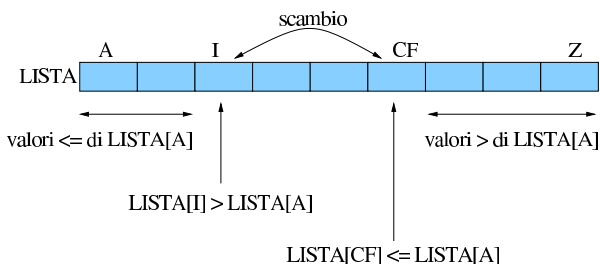 scambio
A I CF Z
LISTA
valori <= di LISTA[A] valori > di LISTA[A]
LISTA[I] > LISTA[A]
LISTA[CF] <= LISTA[A]